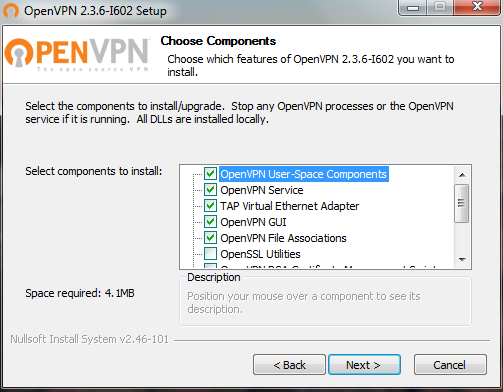 OpenVPN 2.3.6-I602 Setup
OPENVPN
The open source VPN
Choose Components
Choose which features of OpenVPN 2.3.6-I602 you want to
install.
Select the components to install/upgrade. Stop any OpenVPN processes or the OpenVPN
service if it is running. All DLLs are installed locally.
Select components to install:
OpenVPN User-Space Components
OpenVPN Service
TAP Virtual Ethernet Adapter
OpenVPN GUI
OpenVPN File Associations
OpenSSL Utilities
Space required: 4.1MB
Description
Position your mouse over a component to see its
description.
Nullsoft Install System v2.46-101
< Back
Next >
Cancel